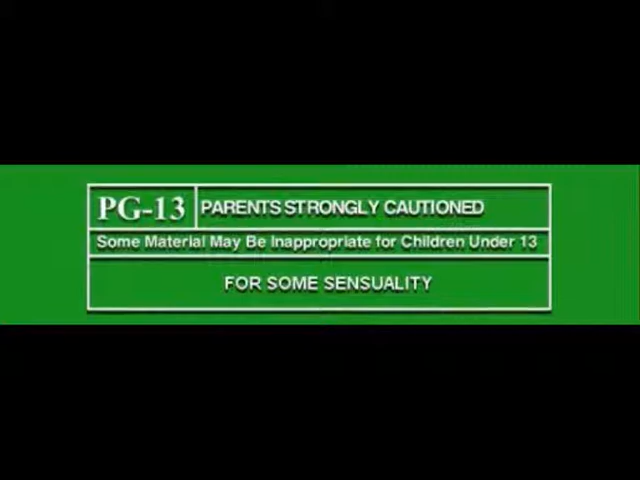 PG-13 PARENTS STRONGLY CAUTIONED
Some Material May Be Inappropriate for Children Under 13
FOR SOME SENSUALITY